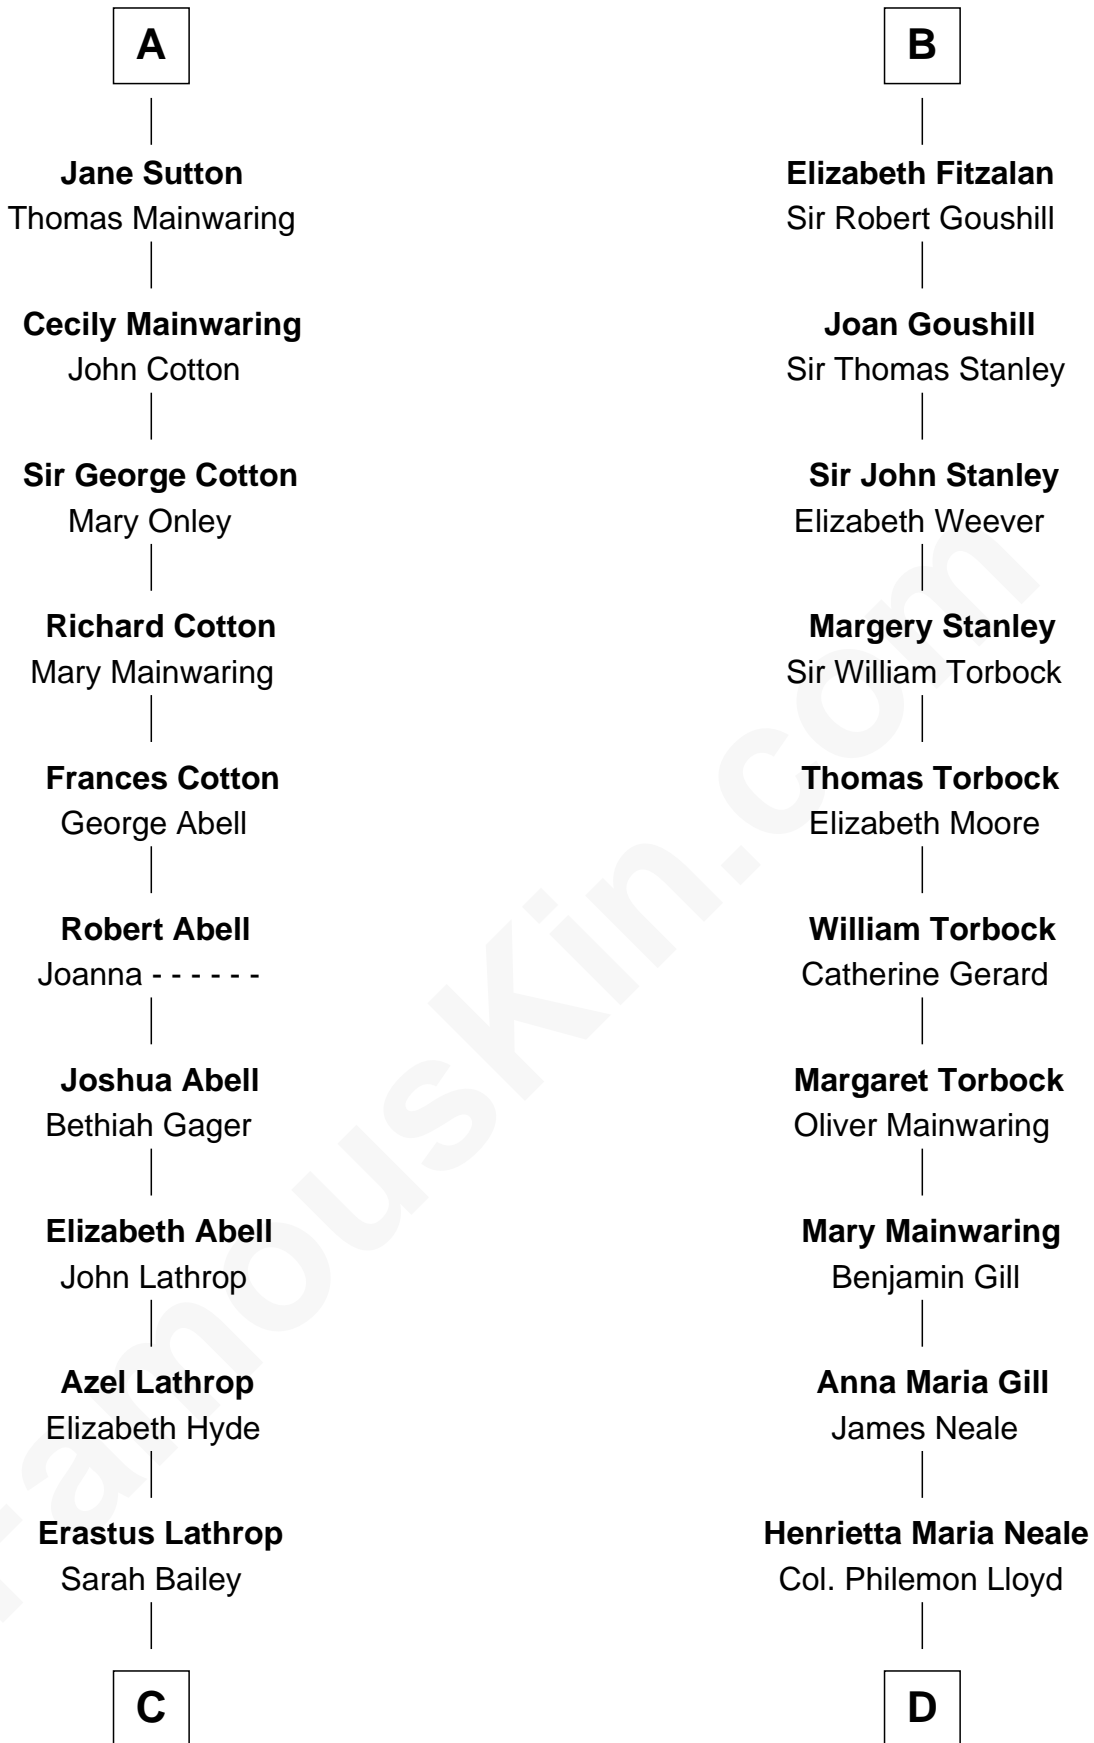 A
Jane Sutton
Thomas Mainwaring
Cecily Mainwaring
John Cotton
Sir George Cotton
Mary Onley
Richard Cotton
Mary Mainwaring
Frances Cotton
George Abell
Robert Abell
Joanna - - - - - -
Joshua Abell
Bethiah Gager
Elizabeth Abell
John Lathrop
Azel Lathrop
Elizabeth Hyde
Erastus Lathrop
Sarah Bailey
C
B
Elizabeth Fitzalan
Sir Robert Goushill
Joan Goushill
Sir Thomas Stanley
Sir John Stanley
Elizabeth Weever
Margery Stanley
Sir William Torbock
Thomas Torbock
Elizabeth Moore
William Torbock
Catherine Gerard
Margaret Torbock
Oliver Mainwaring
Mary Mainwaring
Benjamin Gill
Anna Maria Gill
James Neale
Henrietta Maria Neale
Col. Philemon Lloyd
D
FamousKin.com